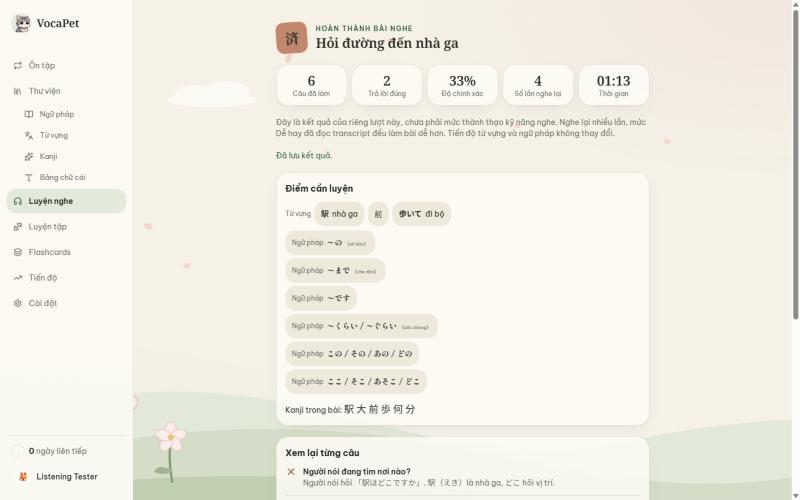 VocaPet
Ôn tập
Thư viện
Ngữ pháp
Từ vựng
Kanji
Bảng chữ cái
Luyện nghe
Luyện tập
Flashcards
Tiến độ
Cài đặt
0 ngày liên tiếp
Listening Tester
済
HOÀN THÀNH BÀI NGHE
Hỏi đường đến nhà ga
6
Câu đã làm
2
Trả lời đúng
33%
Độ chính xác
4
Số lần nghe lại
01:13
Thời gian
Đây là kết quả của riêng lượt này, chưa phải mức thành thạo kỹ năng nghe. Nghe lại nhiều lần, mức
Dễ hay đã đọc transcript đều làm bài dễ hơn. Tiến độ từ vựng và ngữ pháp không thay đổi.
Đã lưu kết quả.
Điểm cần luyện
Từ vựng 駅 nhà ga 前 歩いて đi bộ
Ngữ pháp 〜の (sở hữu)
Ngữ pháp 〜まで (cho đến)
Ngữ pháp 〜です
Ngữ pháp 〜くらい / 〜ぐらい (ước chừng)
Ngữ pháp この / その / あの / どの
Ngữ pháp ここ / そこ / あそこ / どこ
Kanji trong bài: 駅 大 前 歩 何 分
Xem lại từng câu
Người nói đang tìm nơi nào?
Người nói hỏi 「駅はどこですか」. 駅 (えき) là nhà ga, どこ hỏi vị trí.